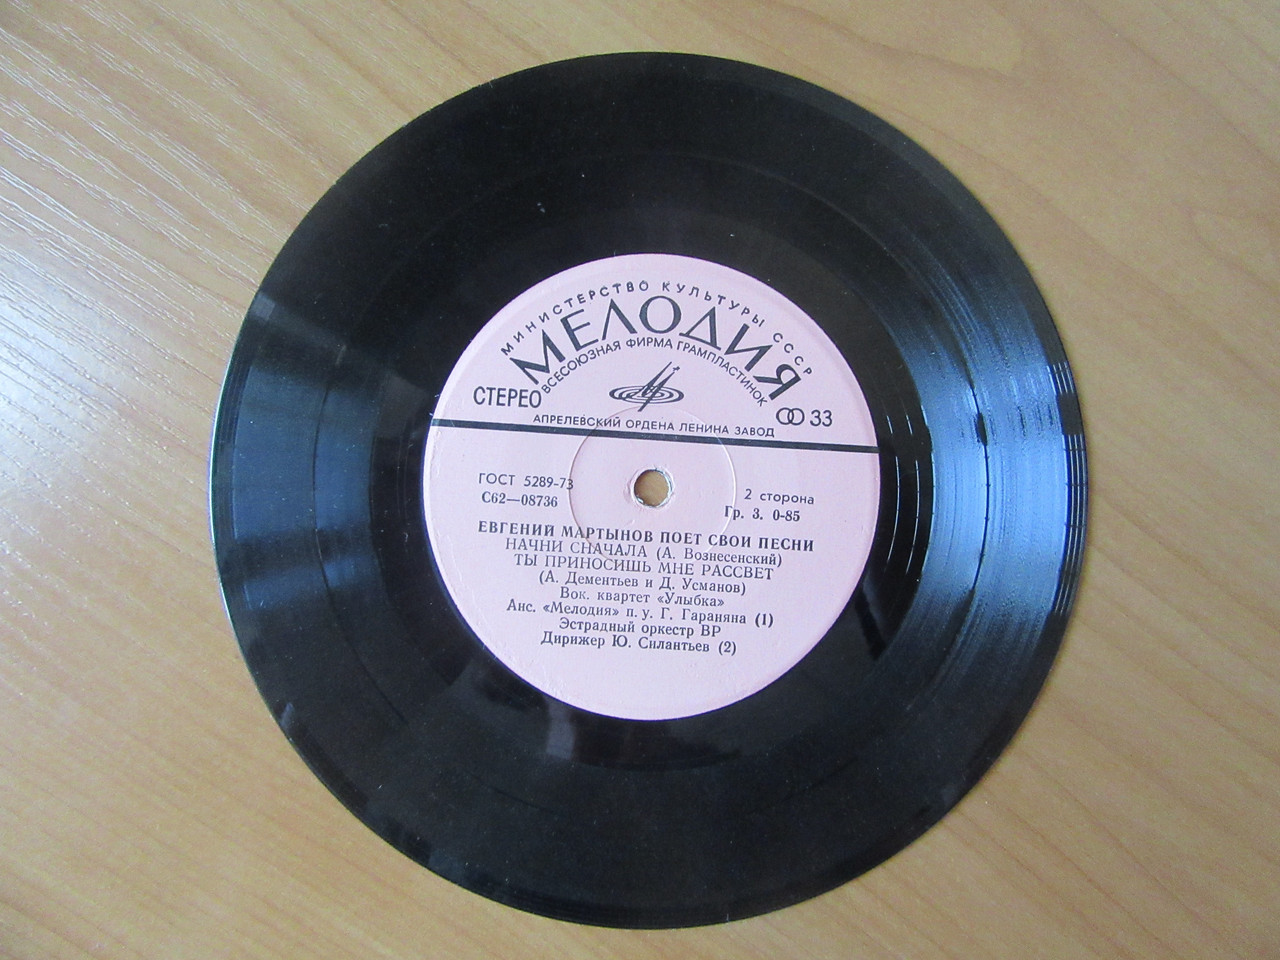 МИНИСТЕРСТВО КУЛЬТУРЫ СССР
МЕЛОДИЯ
ВСЕСОЮЗНАЯ ФИРМА ГРАМПЛАСТИНОК
СТЕРЕО
33
АПРЕЛЕВСКИЙ ОРДЕНА ЛЕНИНА ЗАВОД
ГОСТ 5289-73
С62—08736
2 сторона
Гр. 3. 0-85
ЕВГЕНИЙ МАРТЫНОВ ПОЕТ СВОИ ПЕСНИ
НАЧНИ СНАЧАЛА (А. Вознесенский)
ТЫ ПРИНОСИШЬ МНЕ РАССВЕТ
(А. Дементьев и Д. Усманов)
Вок. квартет «Улыбка»
Анс. «Мелодия» п. у. Г. Гараняна (1)
Эстрадный оркестр ВР
Дирижер Ю. Силантьев (2)